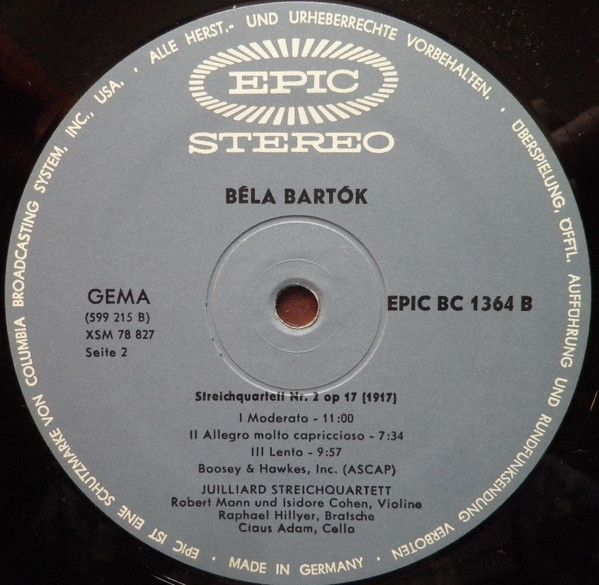 EPIC
STEREO
BÉLA BARTÓK
GEMA
(S99 215 B)
XSM 78 827
Seite 2
EPIC BC 1364 B
Streichquartett Nr. 2 op 17 (1917)
I Moderato - 11:00
II Allegro molto capriccioso - 7:34
III Lento - 9:57
Boosey & Hawkes, Inc. (ASCAP)
JUILLIARD STREICHQUARTETT
Robert Mann und Isidore Cohen, Violine
Raphael Hillyer, Bratsche
Claus Adam, Cello
EPIC IST EINE SCHUTZMARKE VON COLUMBIA BROADCASTING SYSTEM, INC., USA. • ALLE HERST.- UND URHEBERRECHTE VORBEHALTEN. • ÜBERSPIELUNG, ÖFFTL. AUFFÜHRUNG UND RUNDFUNKSENDUNG VERBOTEN • MADE IN GERMANY •